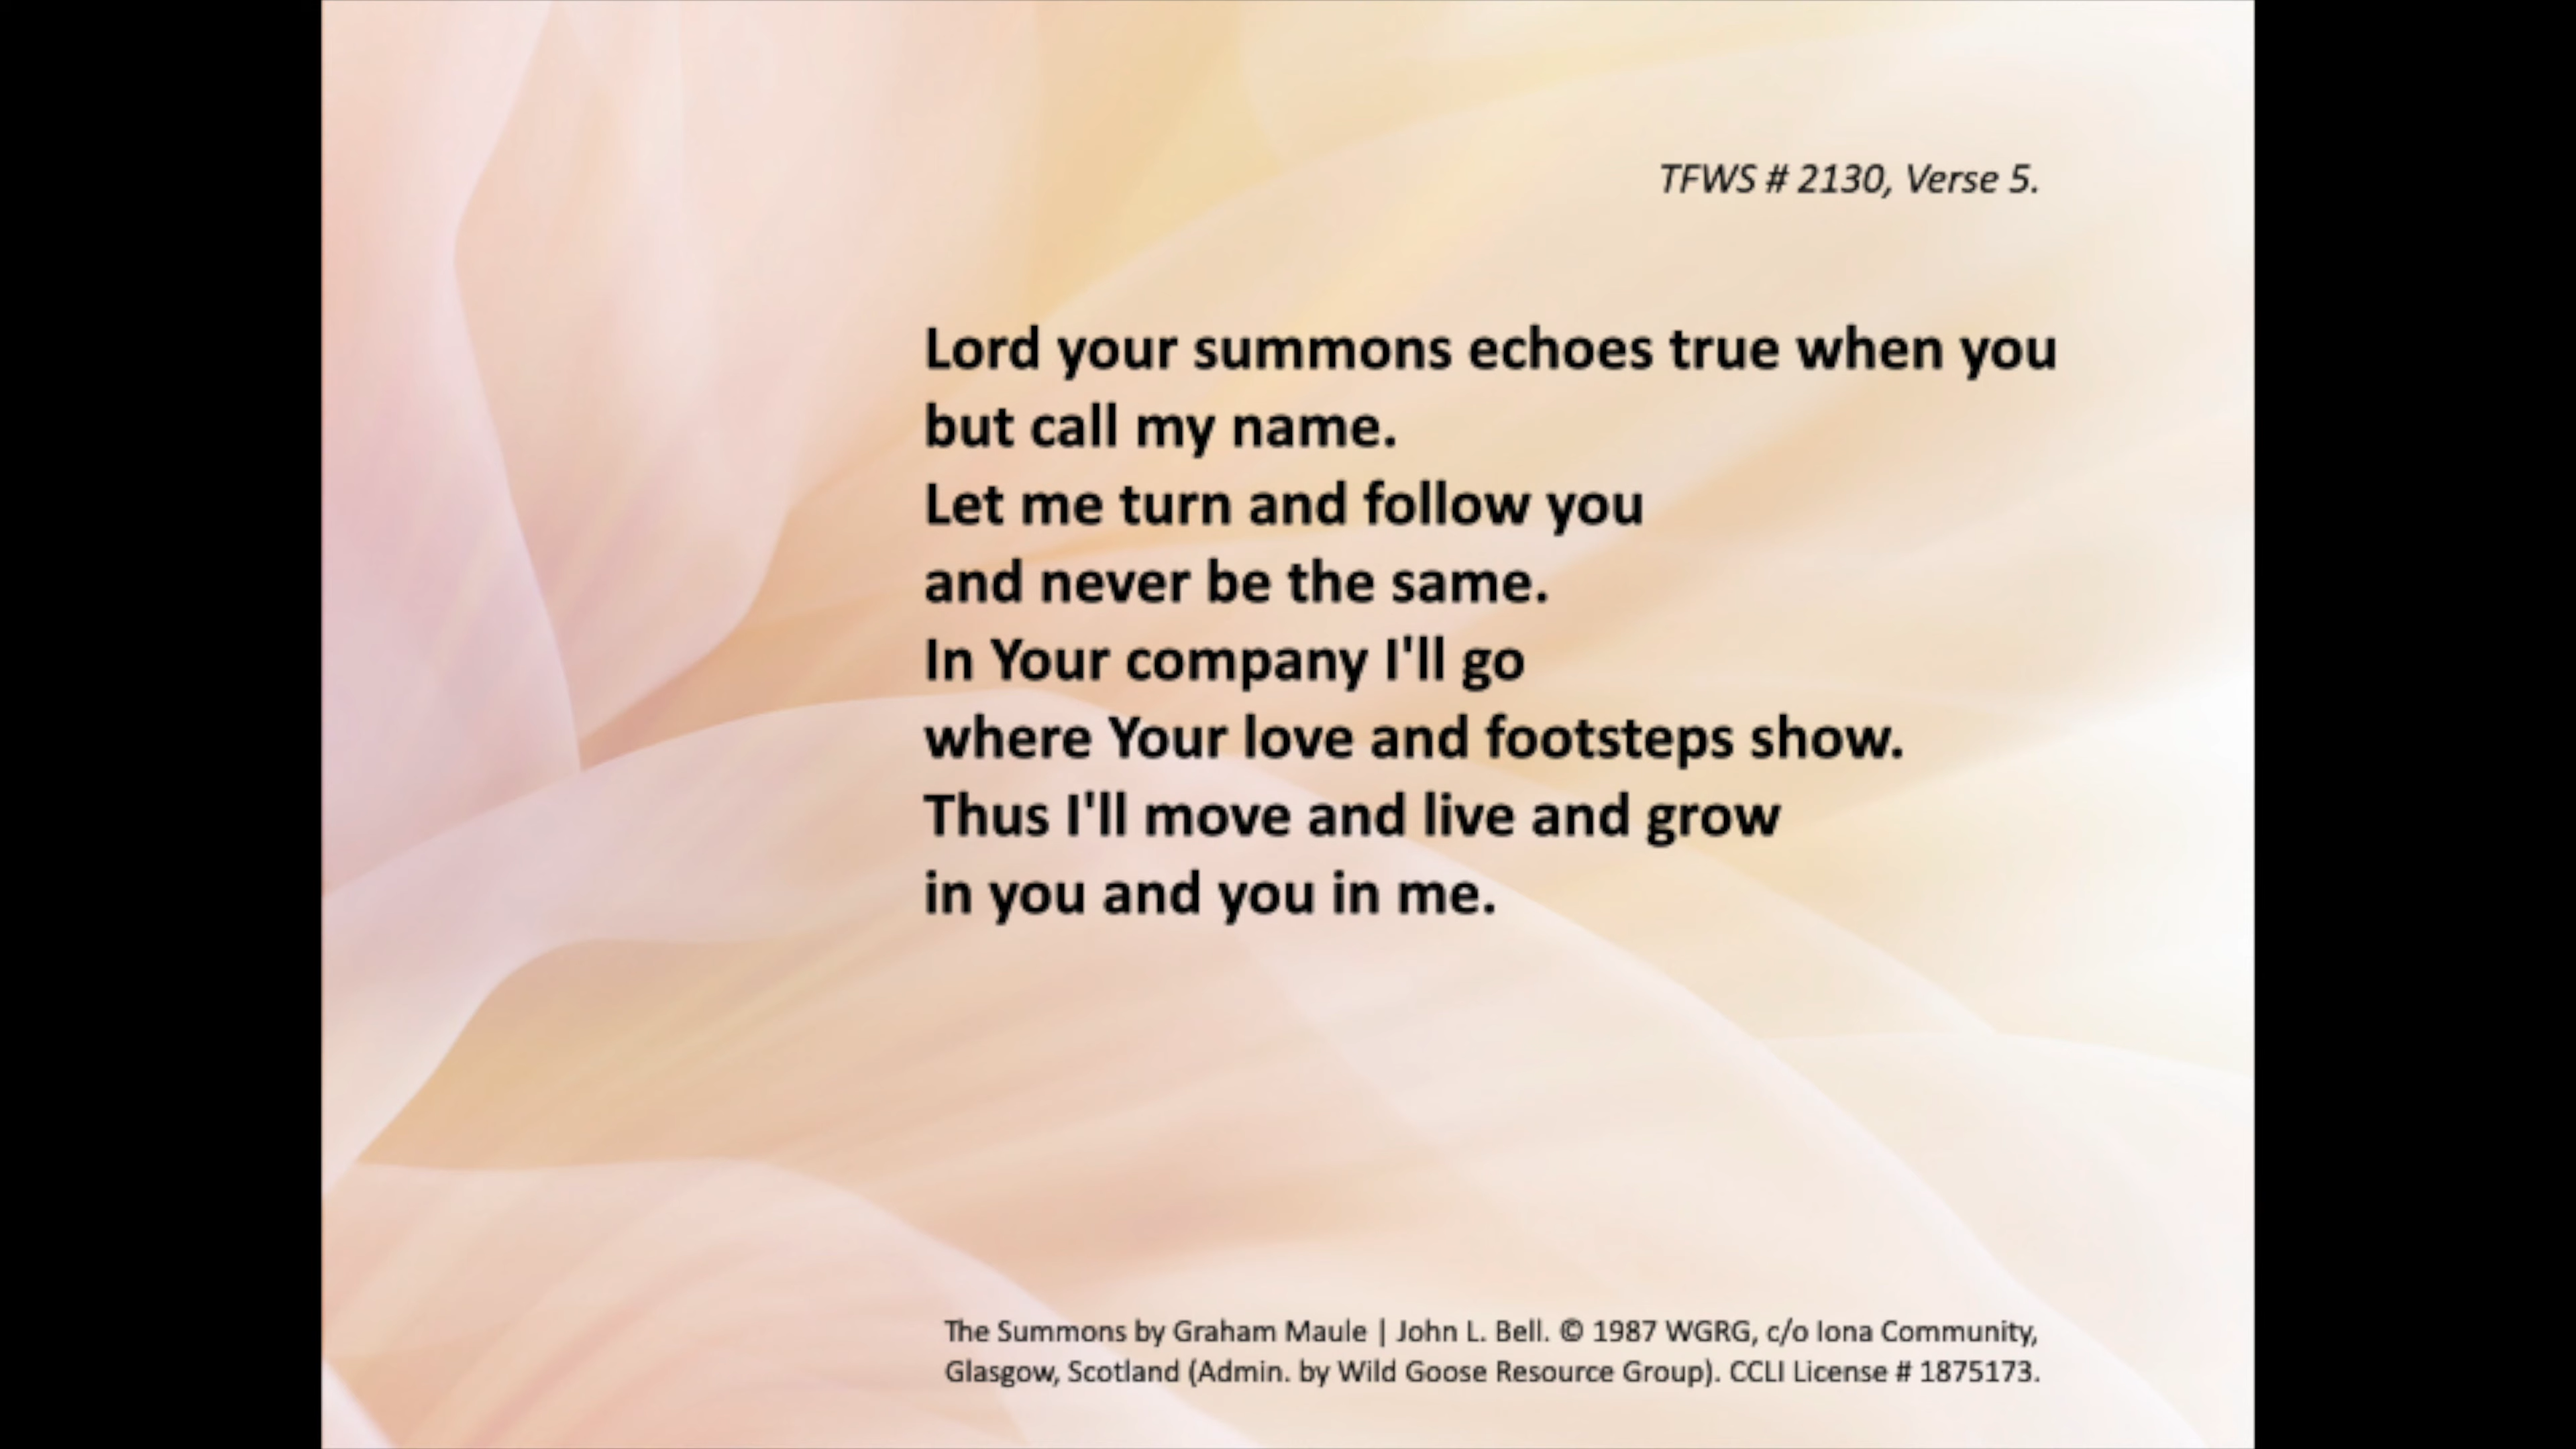 TFWS # 2130, Verse 5.
Lord your summons echoes true when you
but call my name.
Let me turn and follow you
and never be the same.
In Your company I'll go
where Your love and footsteps show.
Thus I'll move and live and grow
in you and you in me.
The Summons by Graham Maule | John L. Bell. © 1987 WGRG, c/o Iona Community,
Glasgow, Scotland (Admin. by Wild Goose Resource Group). CCLI License # 1875173.